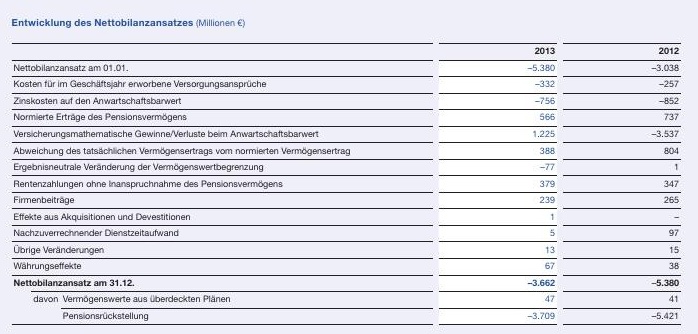 Entwicklung des Nettobilanzansatzes (Millionen €)
2013 2012
Nettobilanzansatz am 01.01. –5.380 –3.038
Kosten für im Geschäftsjahr erworbene Versorgungsansprüche –332 –257
Zinskosten auf den Anwartschaftsbarwert –756 –852
Normierte Erträge des Pensionsvermögens 566 737
Versicherungsmathematische Gewinne/Verluste beim Anwartschaftsbarwert 1.225 –3.537
Abweichung des tatsächlichen Vermögensertrags vom normierten Vermögensertrag 388 804
Ergebnisneutrale Veränderung der Vermögenswertbegrenzung –77 1
Rentenzahlungen ohne Inanspruchnahme des Pensionsvermögens 379 347
Firmenbeiträge 239 265
Effekte aus Akquisitionen und Devestitionen 1 –
Nachzuverrechnender Dienstzeitaufwand 5 97
Übrige Veränderungen 13 15
Währungseffekte 67 38
Nettobilanzansatz am 31.12. –3.662 –5.380
davon Vermögenswerte aus überdeckten Plänen 47 41
Pensionsrückstellung –3.709 –5.421